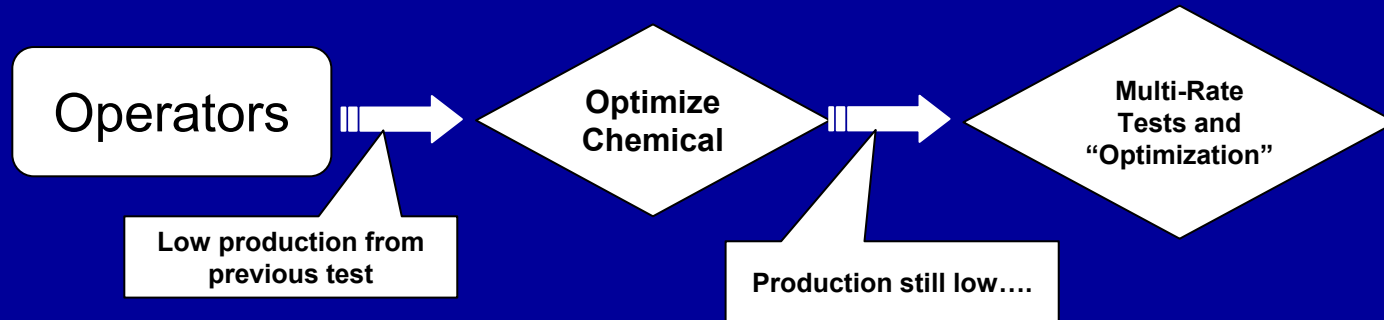 Operators
Optimize
Chemical
Multi-Rate
Tests and
“Optimization”
Low production from
previous test
Production still low….